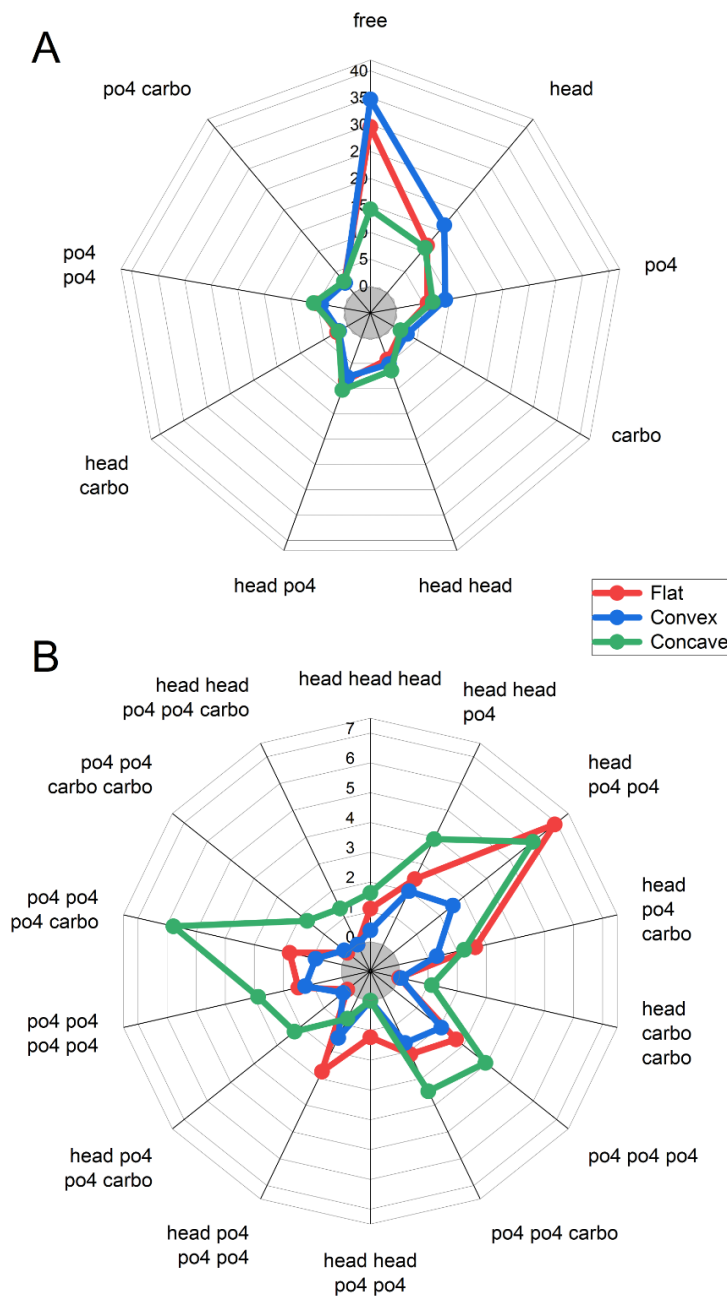 A
free
head
po4
carbo
head head
head po4
head
carbo
po4
po4
po4 carbo
40
35
30
25
20
15
10
5
0
Flat
Convex
Concave
B
head head head
head head
po4
head
po4 po4
head
po4
carbo
head
carbo
carbo
po4 po4 po4
po4 po4 carbo
head head
po4 po4
head po4
po4 po4
head po4
po4 carbo
po4 po4
po4 po4
po4 po4
po4 carbo
po4 po4
carbo carbo
head head
po4 po4 carbo
7
6
5
4
3
2
1
0